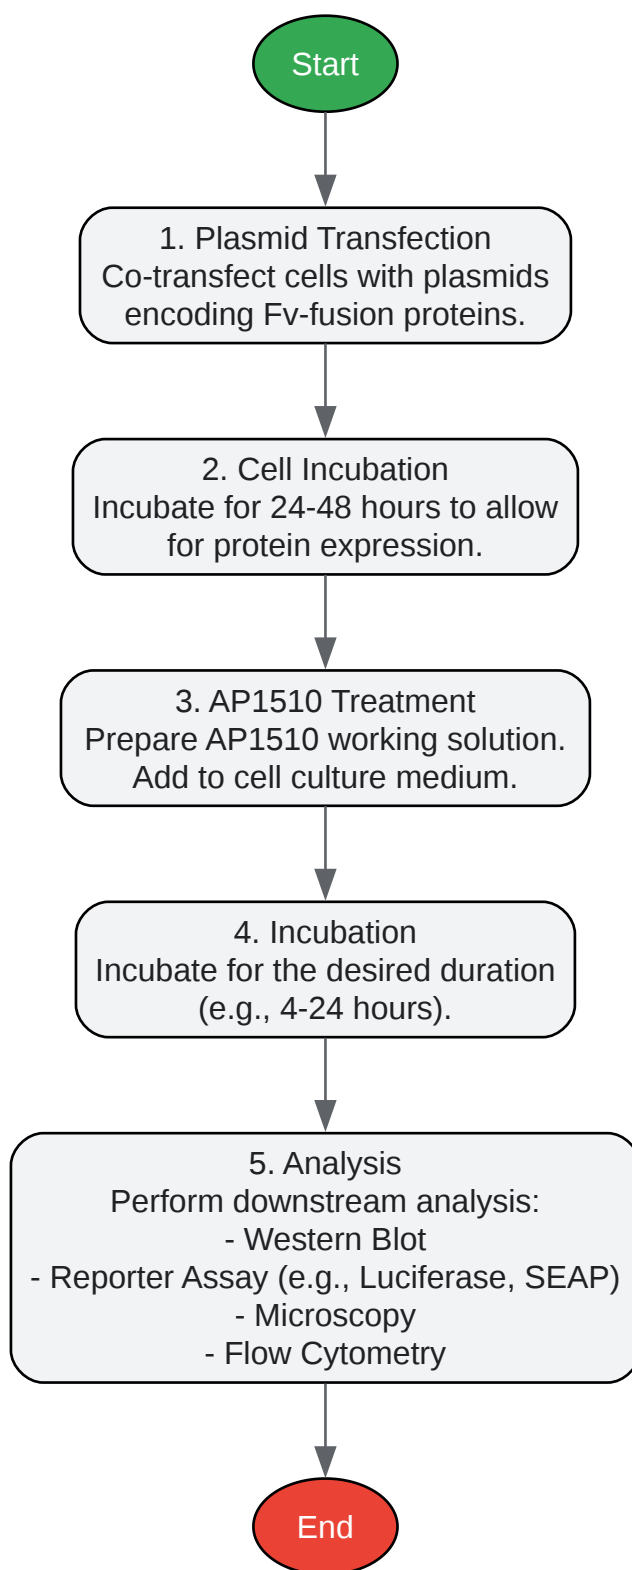 Start
1. Plasmid Transfection
Co-transfect cells with plasmids
encoding Fv-fusion proteins.
2. Cell Incubation
Incubate for 24-48 hours to allow
for protein expression.
3. AP1510 Treatment
Prepare AP1510 working solution.
Add to cell culture medium.
4. Incubation
Incubate for the desired duration
(e.g., 4-24 hours).
5. Analysis
Perform downstream analysis:
- Western Blot
- Reporter Assay (e.g., Luciferase, SEAP)
- Microscopy
- Flow Cytometry
End